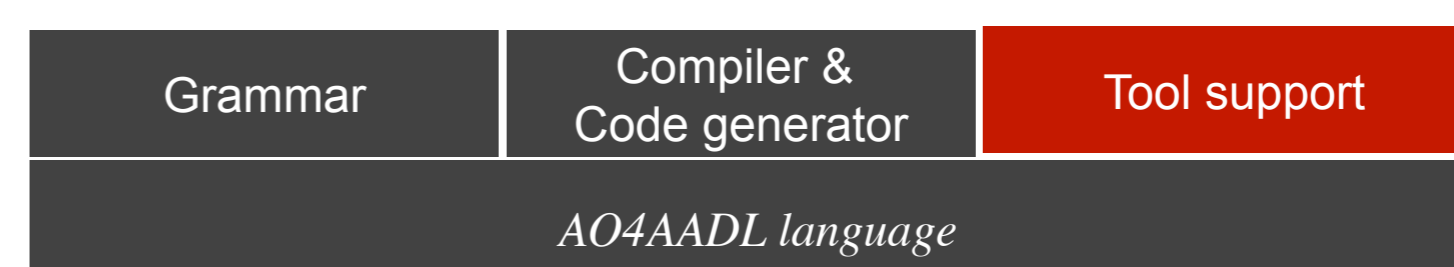 Grammar
Compiler &
Code generator
Tool support
AO4AADL language